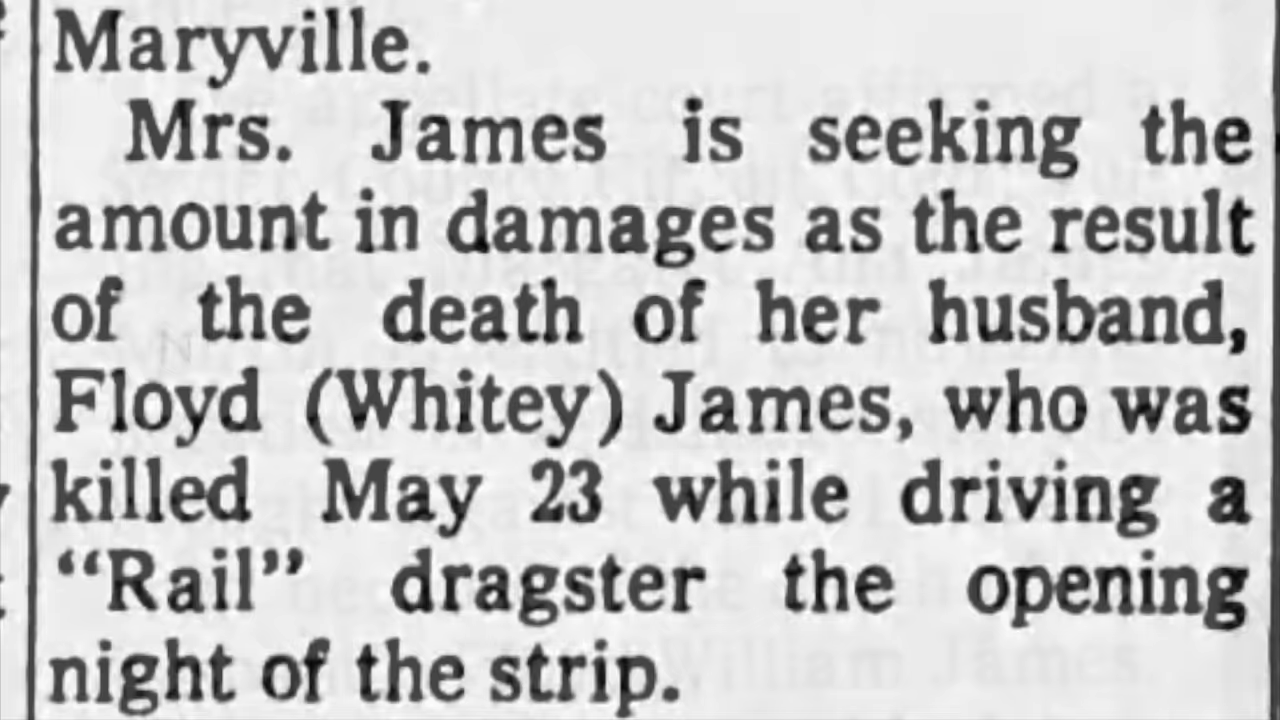 Maryville.
Mrs. James is seeking the
amount in damages as the result
of the death of her husband,
Floyd (Whitey) James, who was
killed May 23 while driving a
“Rail” dragster the opening
night of the strip.